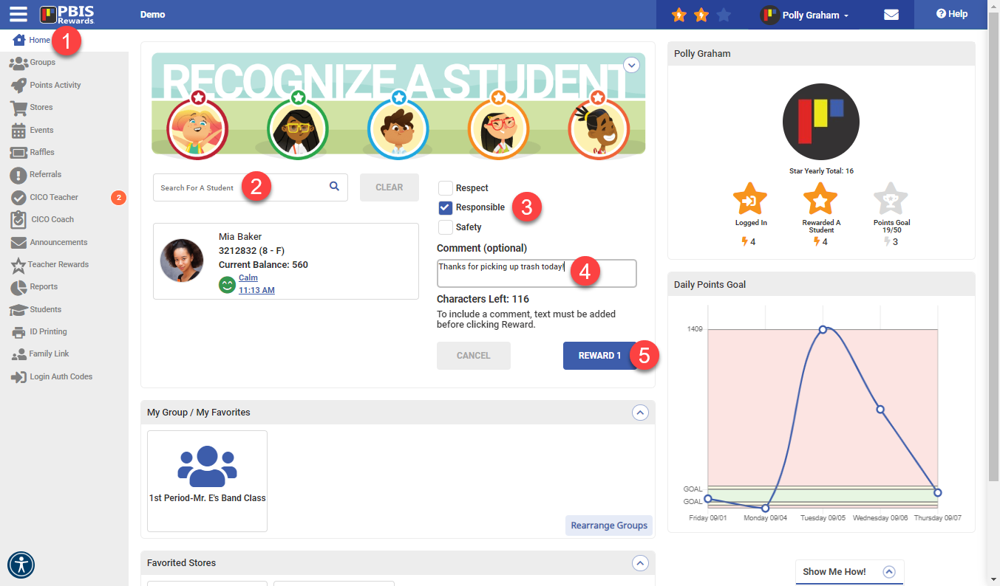 PBIS
Rewards.
Demo
Polly Graham
Help
Home
1
Groups
Points Activity
Stores
Events
Raffles
Referrals
CICO Teacher
2
CICO Coach
Announcements
Teacher Rewards
Reports
Students
ID Printing
Family Link
Login Auth Codes
RECOGNIZE A STUDENT
Search For A Student
2
CLEAR
Mia Baker
3212832 (8 - F)
Current Balance: 560
Calm
11:13 AM
Respect
Responsible
3
Safety
Comment (optional)
Thanks for picking up trash today!
4
Characters Left: 116
To include a comment, text must be added
before clicking Reward.
CANCEL
REWARD 1
5
My Group / My Favorites
1st Period-Mr. E's Band Class
Rearrange Groups
Favorited Stores
Polly Graham
Star Yearly Total: 16
Logged In
4
Rewarded A
Student
4
Points Goal
19/50
3
Daily Points Goal
1409
GOAL
GOAL
Friday 09/01
Monday 09/04
Tuesday 09/05
Wednesday 09/06
Thursday 09/07
Show Me How!